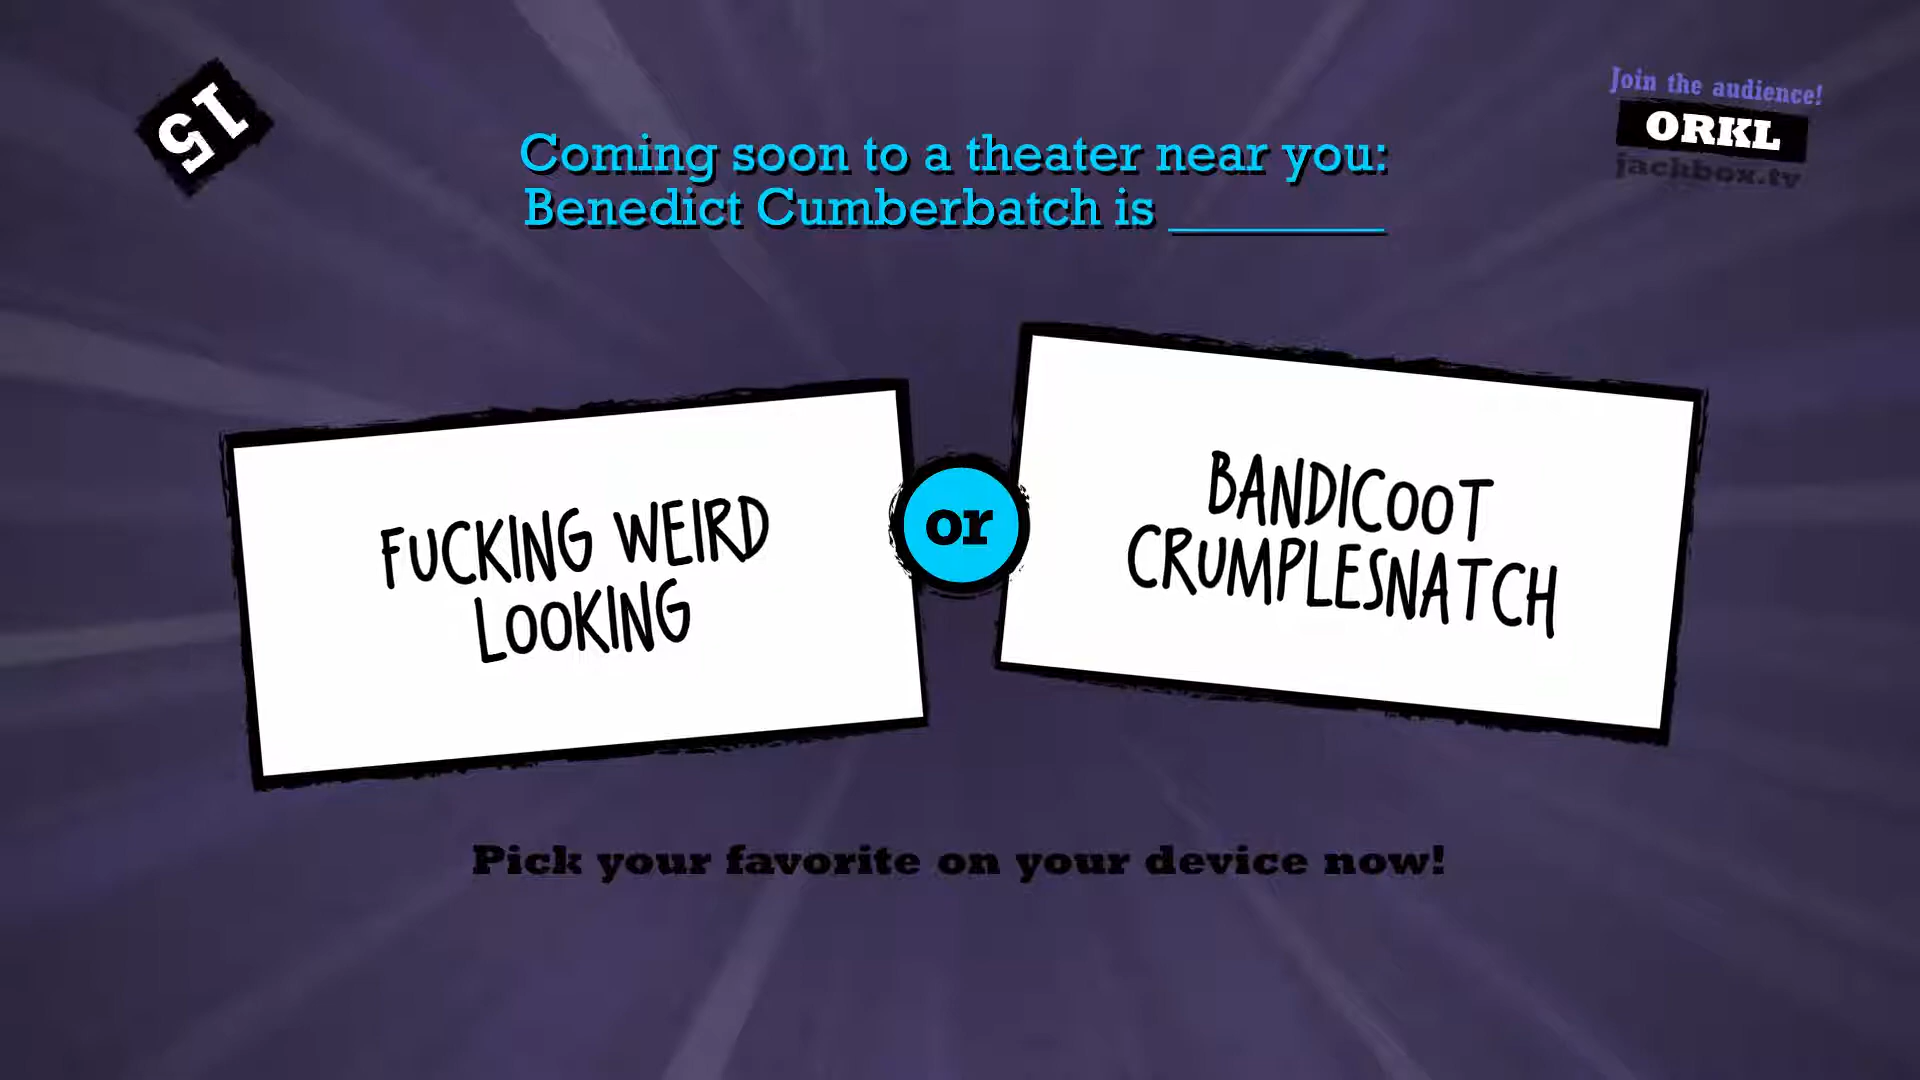 15
Join the audience!
ORKL
jackbox.tv
Coming soon to a theater near you:
Benedict Cumberbatch is ________
FUCKING WEIRD
LOOKING
or
BANDICOOT
CRUMPLESNATCH
Pick your favorite on your device now!